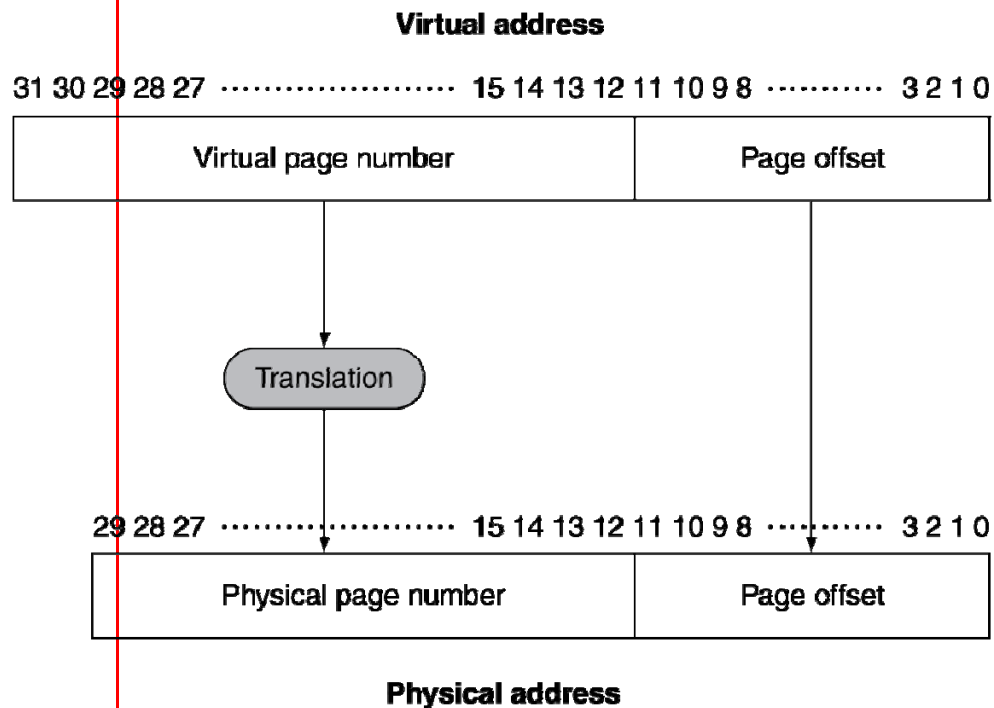 Virtual address
31 30 29 28 27 ····················· 15 14 13 12 11 10 9 8 ··········· 3 2 1 0
Virtual page number Page offset
Translation
29 28 27 ····················· 15 14 13 12 11 10 9 8 ··········· 3 2 1 0
Physical page number Page offset
Physical address